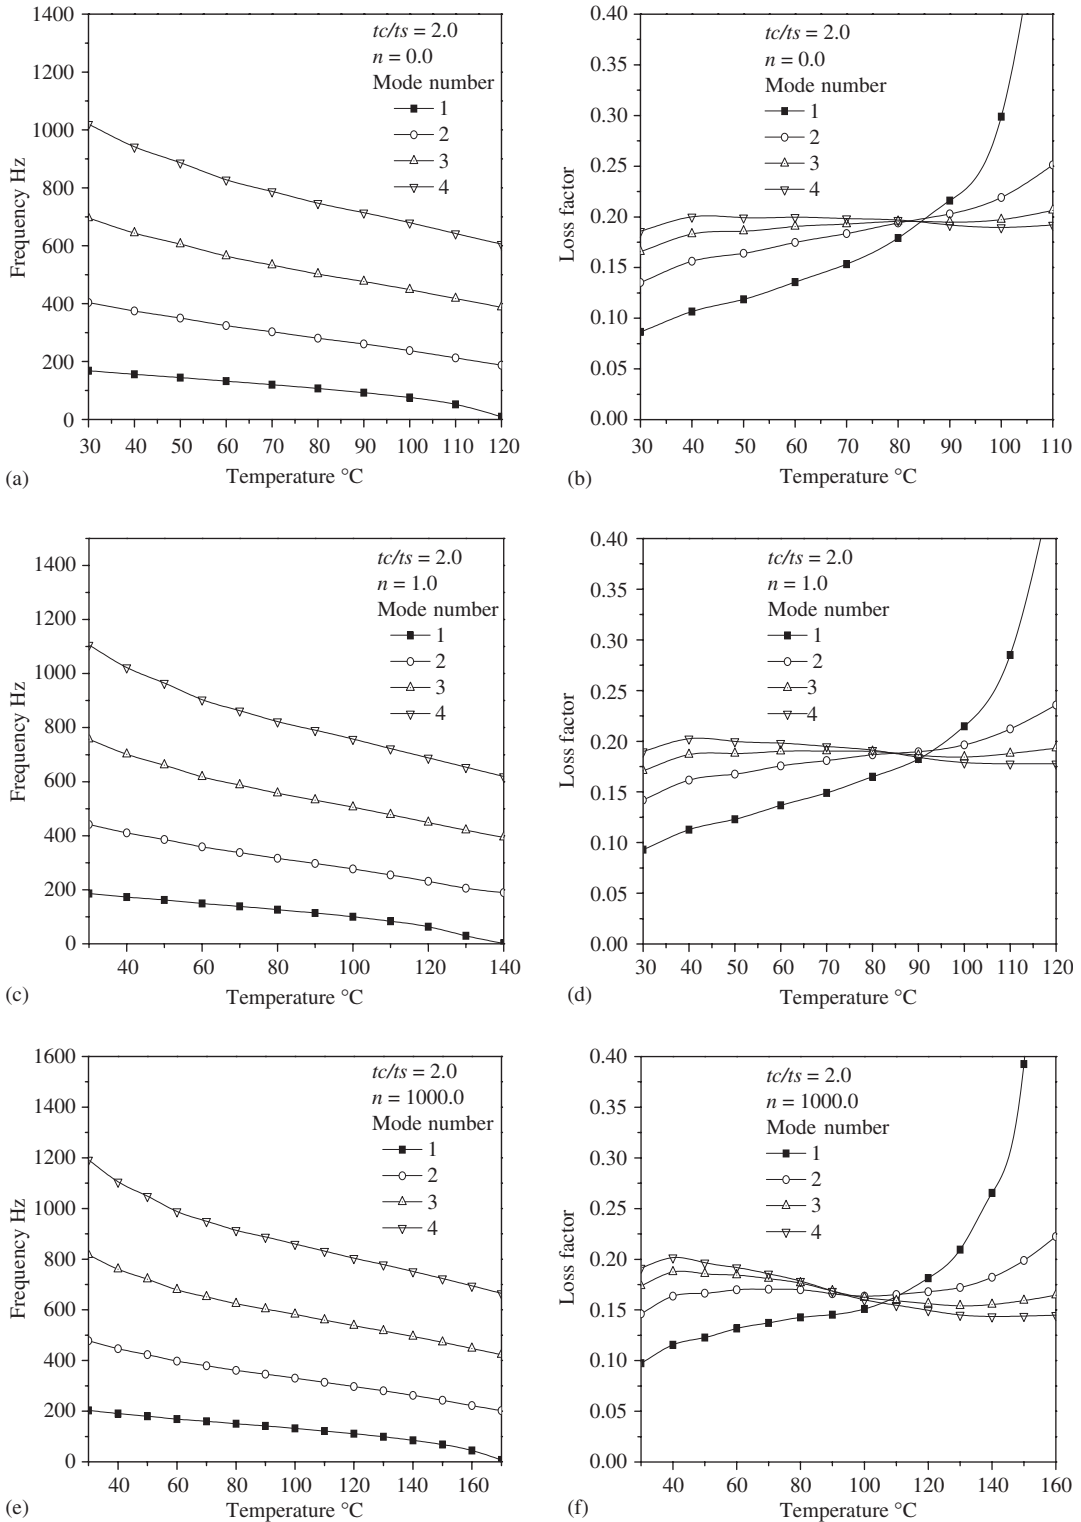 1400
1200
1000
800
600
400
200
0
Frequency Hz
tc/ts = 2.0
n = 0.0
Mode number
1
2
3
4
30 40 50 60 70 80 90 100 110 120
Temperature °C
(a)
0.40
0.35
0.30
0.25
0.20
0.15
0.10
0.05
0.00
Loss factor
tc/ts = 2.0
n = 0.0
Mode number
1
2
3
4
30 40 50 60 70 80 90 100 110
Temperature °C
(b)
1400
1200
1000
800
600
400
200
0
Frequency Hz
tc/ts = 2.0
n = 1.0
Mode number
1
2
3
4
40 60 80 100 120 140
Temperature °C
(c)
0.40
0.35
0.30
0.25
0.20
0.15
0.10
0.05
0.00
Loss factor
tc/ts = 2.0
n = 1.0
Mode number
1
2
3
4
30 40 50 60 70 80 90 100 110 120
Temperature °C
(d)
1600
1400
1200
1000
800
600
400
200
0
Frequency Hz
tc/ts = 2.0
n = 1000.0
Mode number
1
2
3
4
40 60 80 100 120 140 160
Temperature °C
(e)
0.40
0.35
0.30
0.25
0.20
0.15
0.10
0.05
0.00
Loss factor
tc/ts = 2.0
n = 1000.0
Mode number
1
2
3
4
40 60 80 100 120 140 160
Temperature °C
(f)